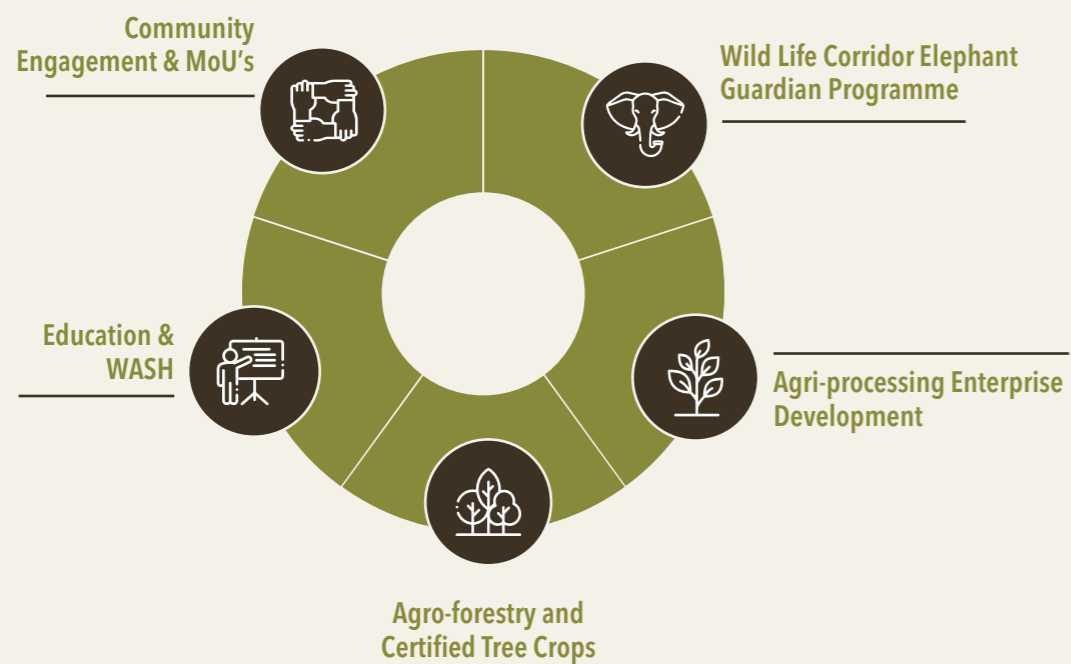 Community
Engagement & MoU's
Wild Life Corridor Elephant
Guardian Programme
Education &
WASH
Agri-processing Enterprise
Development
Agro-forestry and
Certified Tree Crops